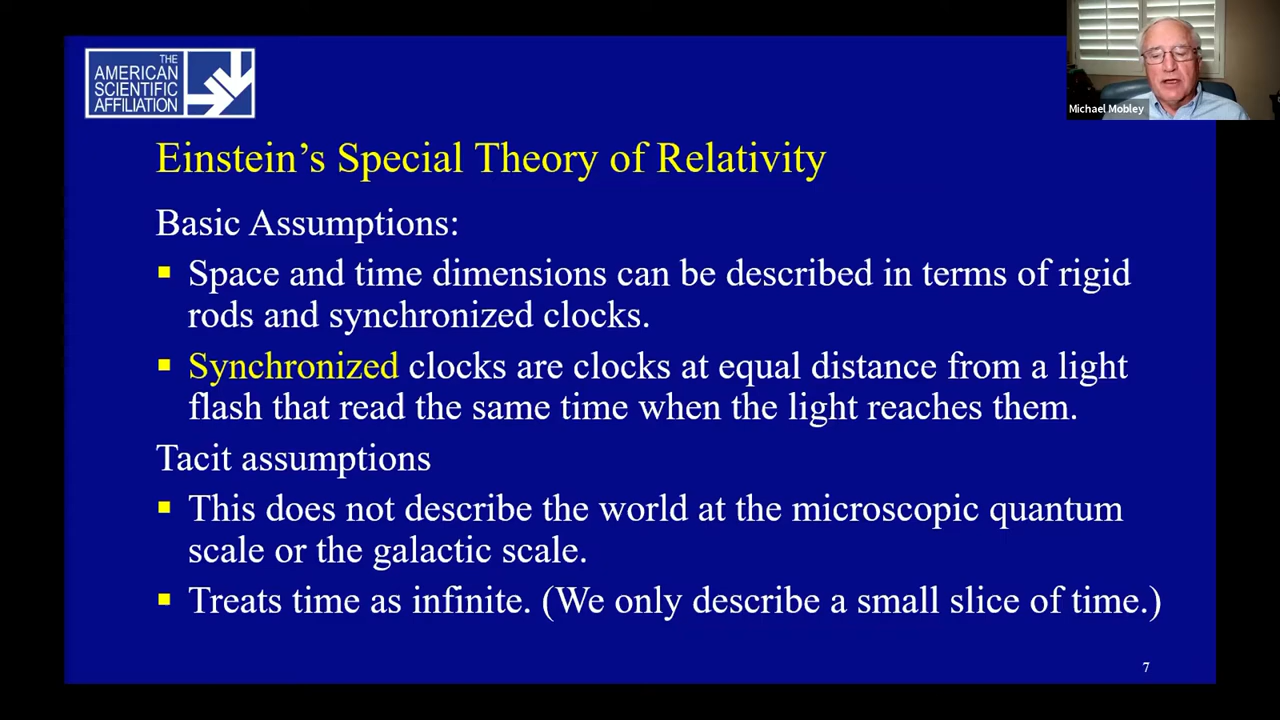 THE
AMERICAN
SCIENTIFIC
AFFILIATION
Michael Mobley
Einstein’s Special Theory of Relativity
Basic Assumptions:
▪ Space and time dimensions can be described in terms of rigid
rods and synchronized clocks.
▪ Synchronized clocks are clocks at equal distance from a light
flash that read the same time when the light reaches them.
Tacit assumptions
▪ This does not describe the world at the microscopic quantum
scale or the galactic scale.
▪ Treats time as infinite. (We only describe a small slice of time.)
7